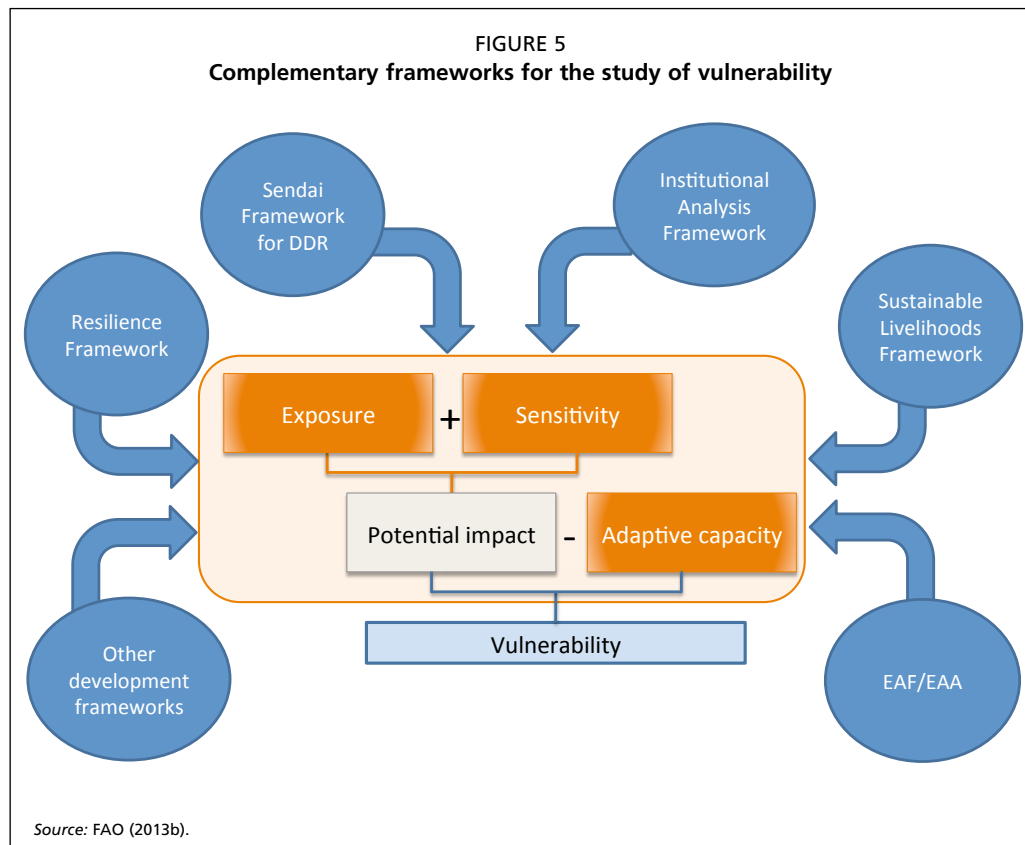 FIGURE 5
Complementary frameworks for the study of vulnerability
Sendai
Framework
for DDR
Institutional
Analysis
Framework
Resilience
Framework
Sustainable
Livelihoods
Framework
Exposure + Sensitivity
Potential impact - Adaptive capacity
Vulnerability
Other
development
frameworks
EAF/EAA
Source: FAO (2013b).